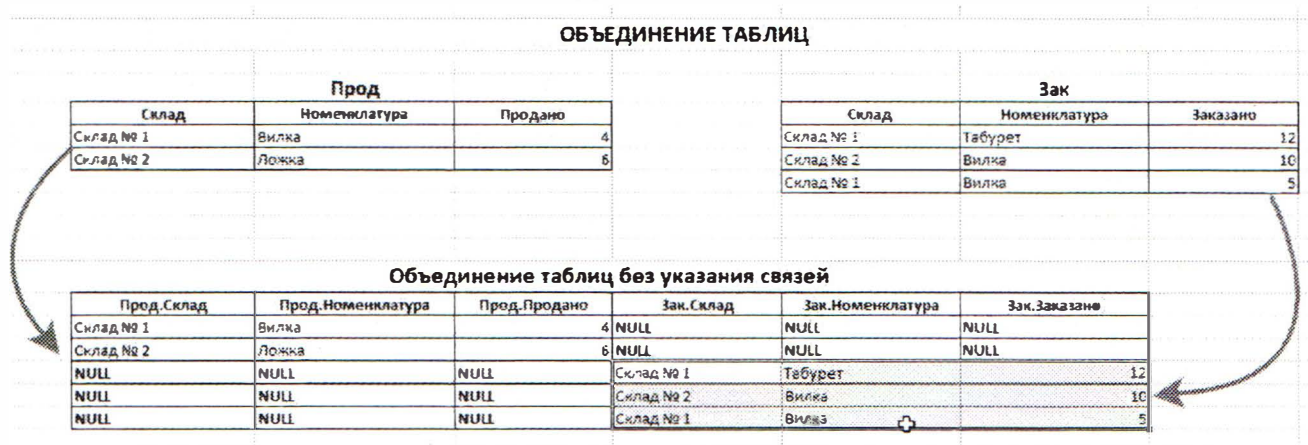 ОБЪЕДИНЕНИЕ ТАБЛИЦ
Прод
Склад Номенклатура Продано
Склад № 1 Вилка 4
Склад № 2 Ложка 6
Зак
Склад Номенклатура Заказано
Склад № 1 Табурет 12
Склад № 2 Вилка 10
Склад № 1 Вилка 5
Объединение таблиц без указания связей
Прод.Склад Прод.Номенклатура Прод.Продано Зак.Склад Зак.Номенклатура Зак.Заказано
Склад № 1 Вилка 4 NULL NULL NULL
Склад № 2 Ложка 6 NULL NULL NULL
NULL NULL NULL Склад № 1 Табурет 12
NULL NULL NULL Склад № 2 Вилка 10
NULL NULL NULL Склад № 1 Вилка 5